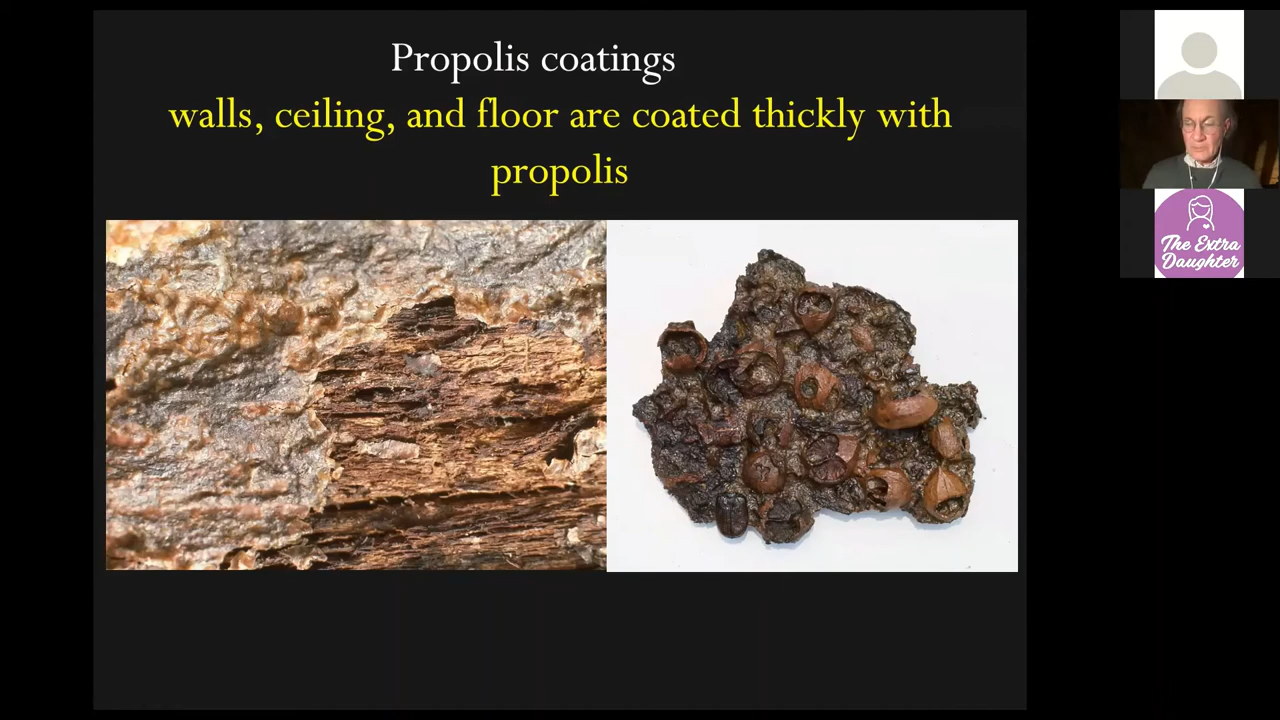 Propolis coatings
walls, ceiling, and floor are coated thickly with
propolis
The Extra
Daughter